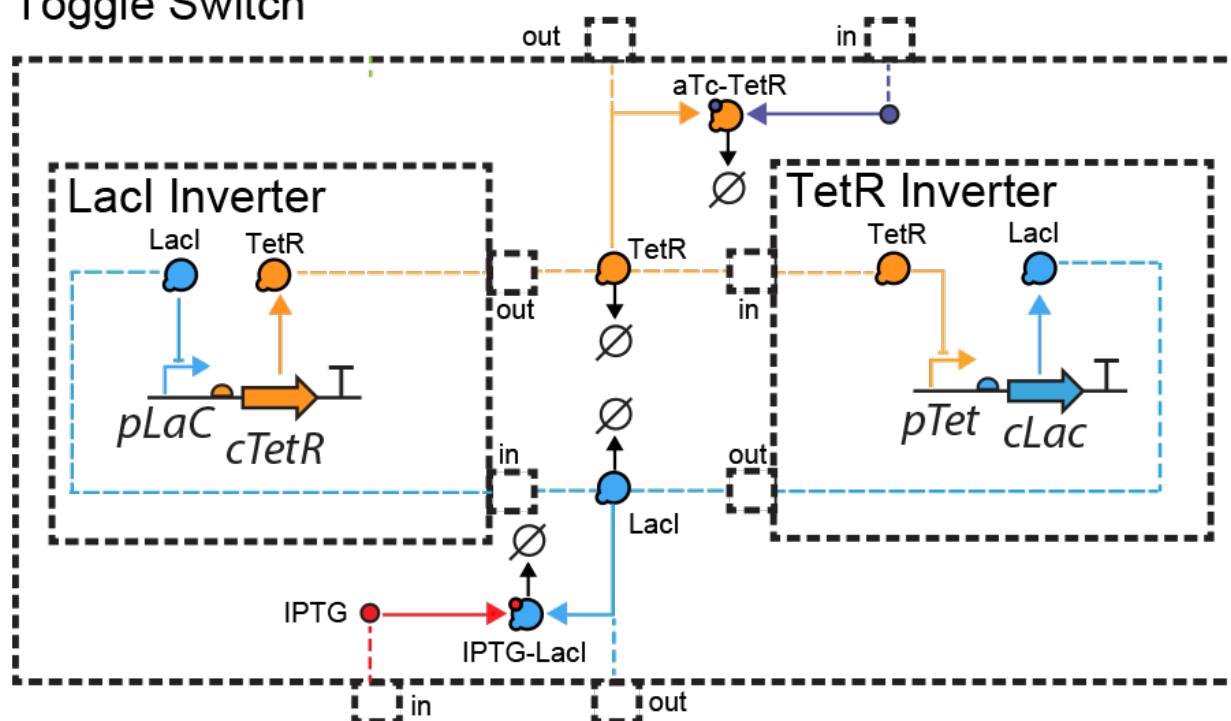 Toggle Switch
out
in
aTc-TetR
∅
LacI Inverter
TetR Inverter
LacI
TetR
TetR
TetR
LacI
out
in
∅
pLaC
cTetR
∅
pTet
cLac
in
out
LacI
∅
IPTG
IPTG-LacI
in
out